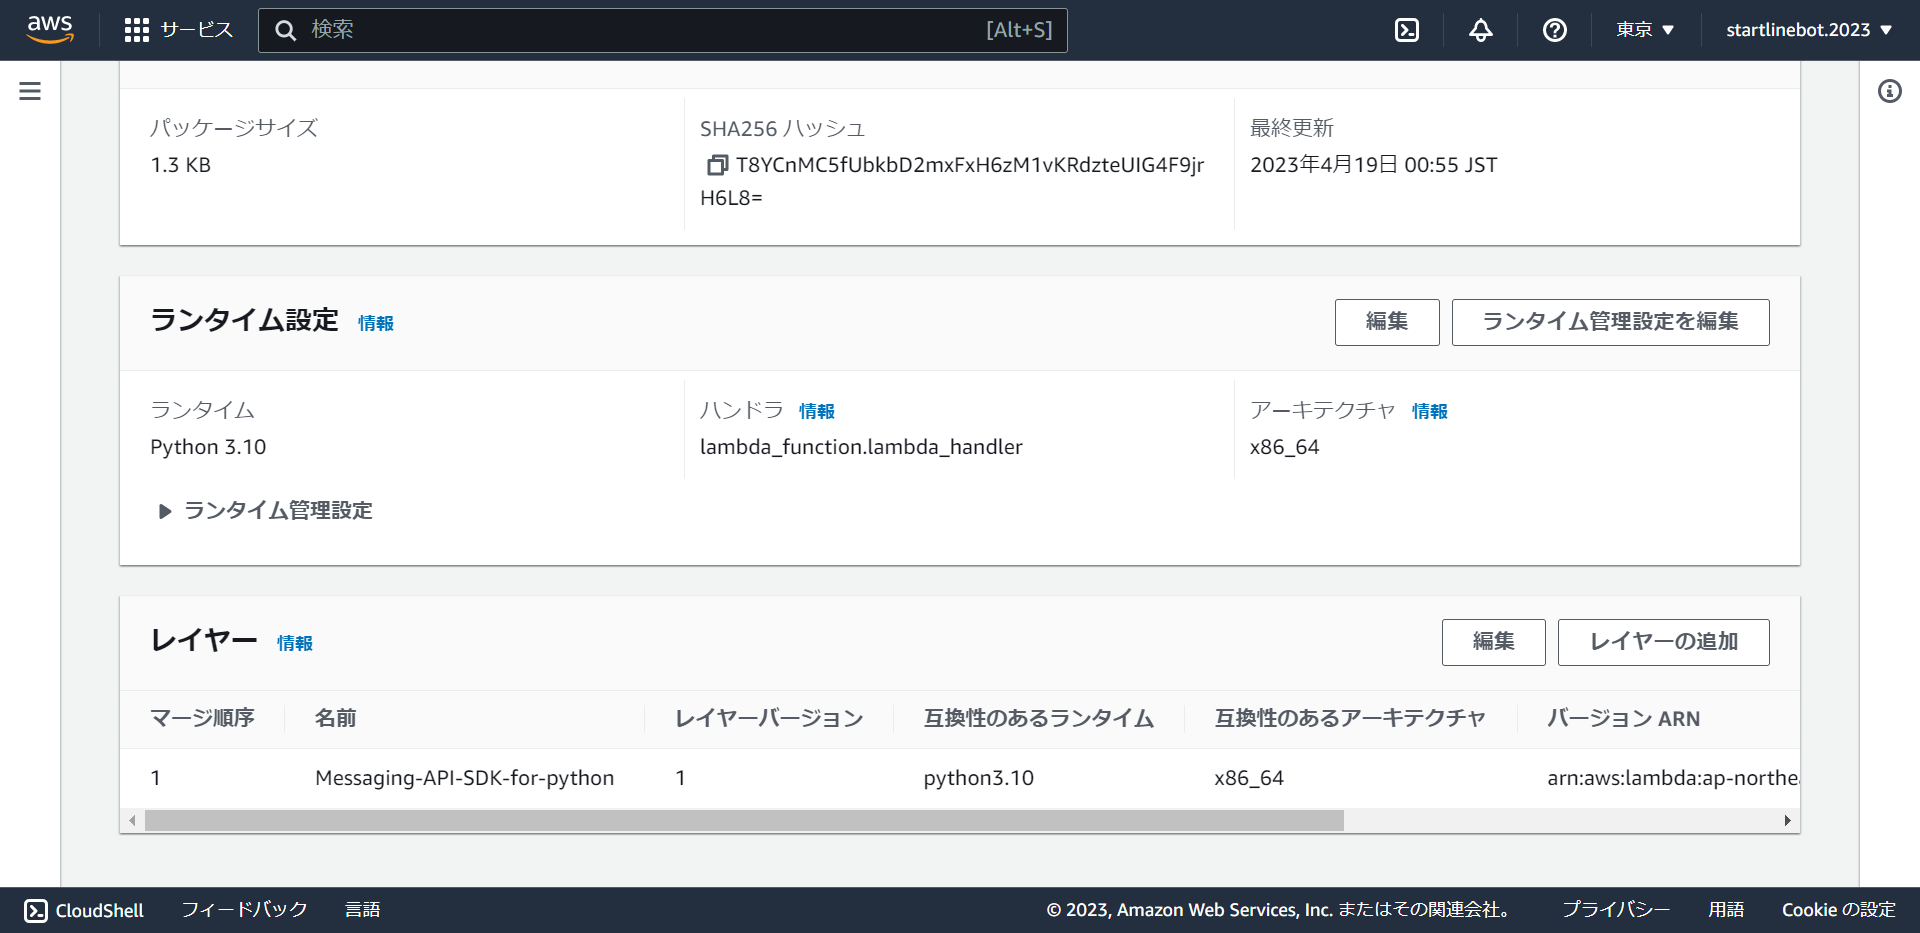 aws サービス 検索 [Alt+S] 東京 startlinebot.2023
パッケージサイズ
1.3 KB
SHA256 ハッシュ
T8YCnMC5fUbkbD2mxFxH6zM1vKRdzteUIG4F9jr
H6L8=
最終更新
2023年4月19日 00:55 JST
ランタイム設定 情報 編集 ランタイム管理設定を編集
ランタイム
Python 3.10
ハンドラ 情報
lambda_function.lambda_handler
アーキテクチャ 情報
x86_64
ランタイム管理設定
レイヤー 情報 編集 レイヤーの追加
マージ順序 名前 レイヤーバージョン 互換性のあるランタイム 互換性のあるアーキテクチャ バージョン ARN
1 Messaging-API-SDK-for-python 1 python3.10 x86_64 arn:aws:lambda:ap-northea
CloudShell フィードバック 言語 © 2023, Amazon Web Services, Inc. またはその関連会社。 プライバシー 用語 Cookie の設定